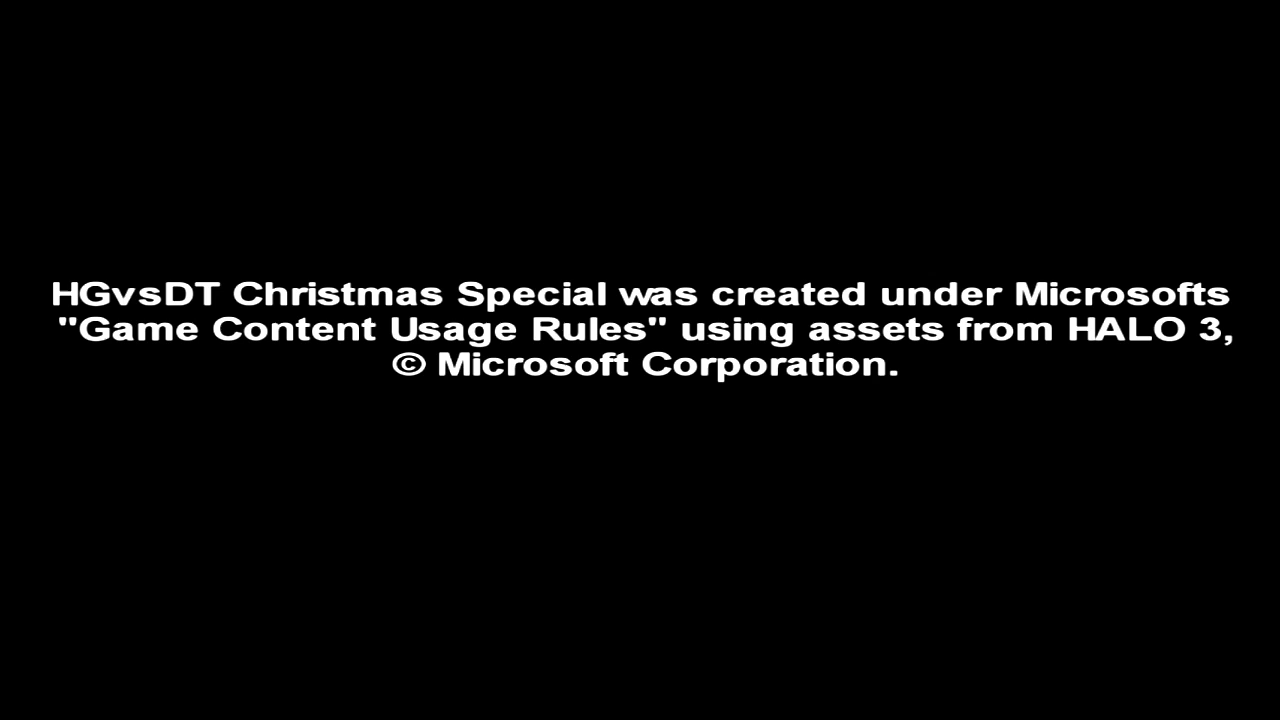 HGvsDT Christmas Special was created under Microsofts
"Game Content Usage Rules" using assets from HALO 3,
© Microsoft Corporation.